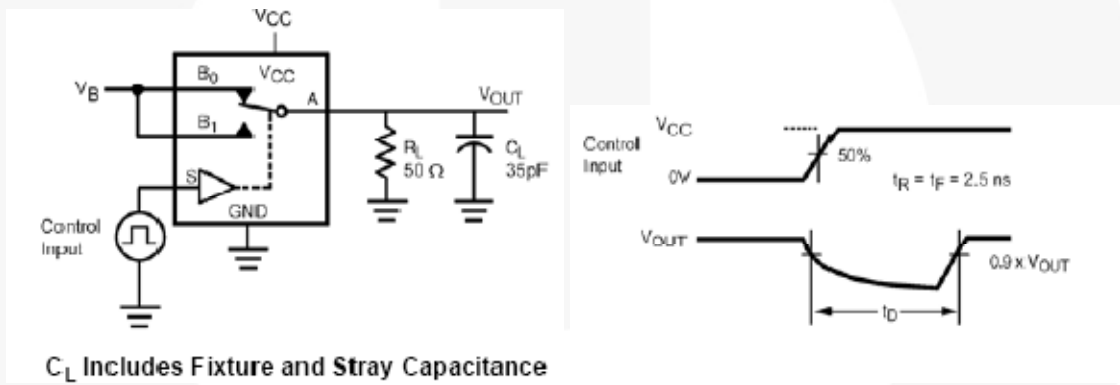 VCC
VCC
B0
VB
A
VOUT
B1
RL
50 Ω
CL
35pF
S
GND
Control
Input
Control
Input
VCC
50%
0V
tR = tF = 2.5 ns
VOUT
0.9 x VOUT
tD
CL Includes Fixture and Stray Capacitance